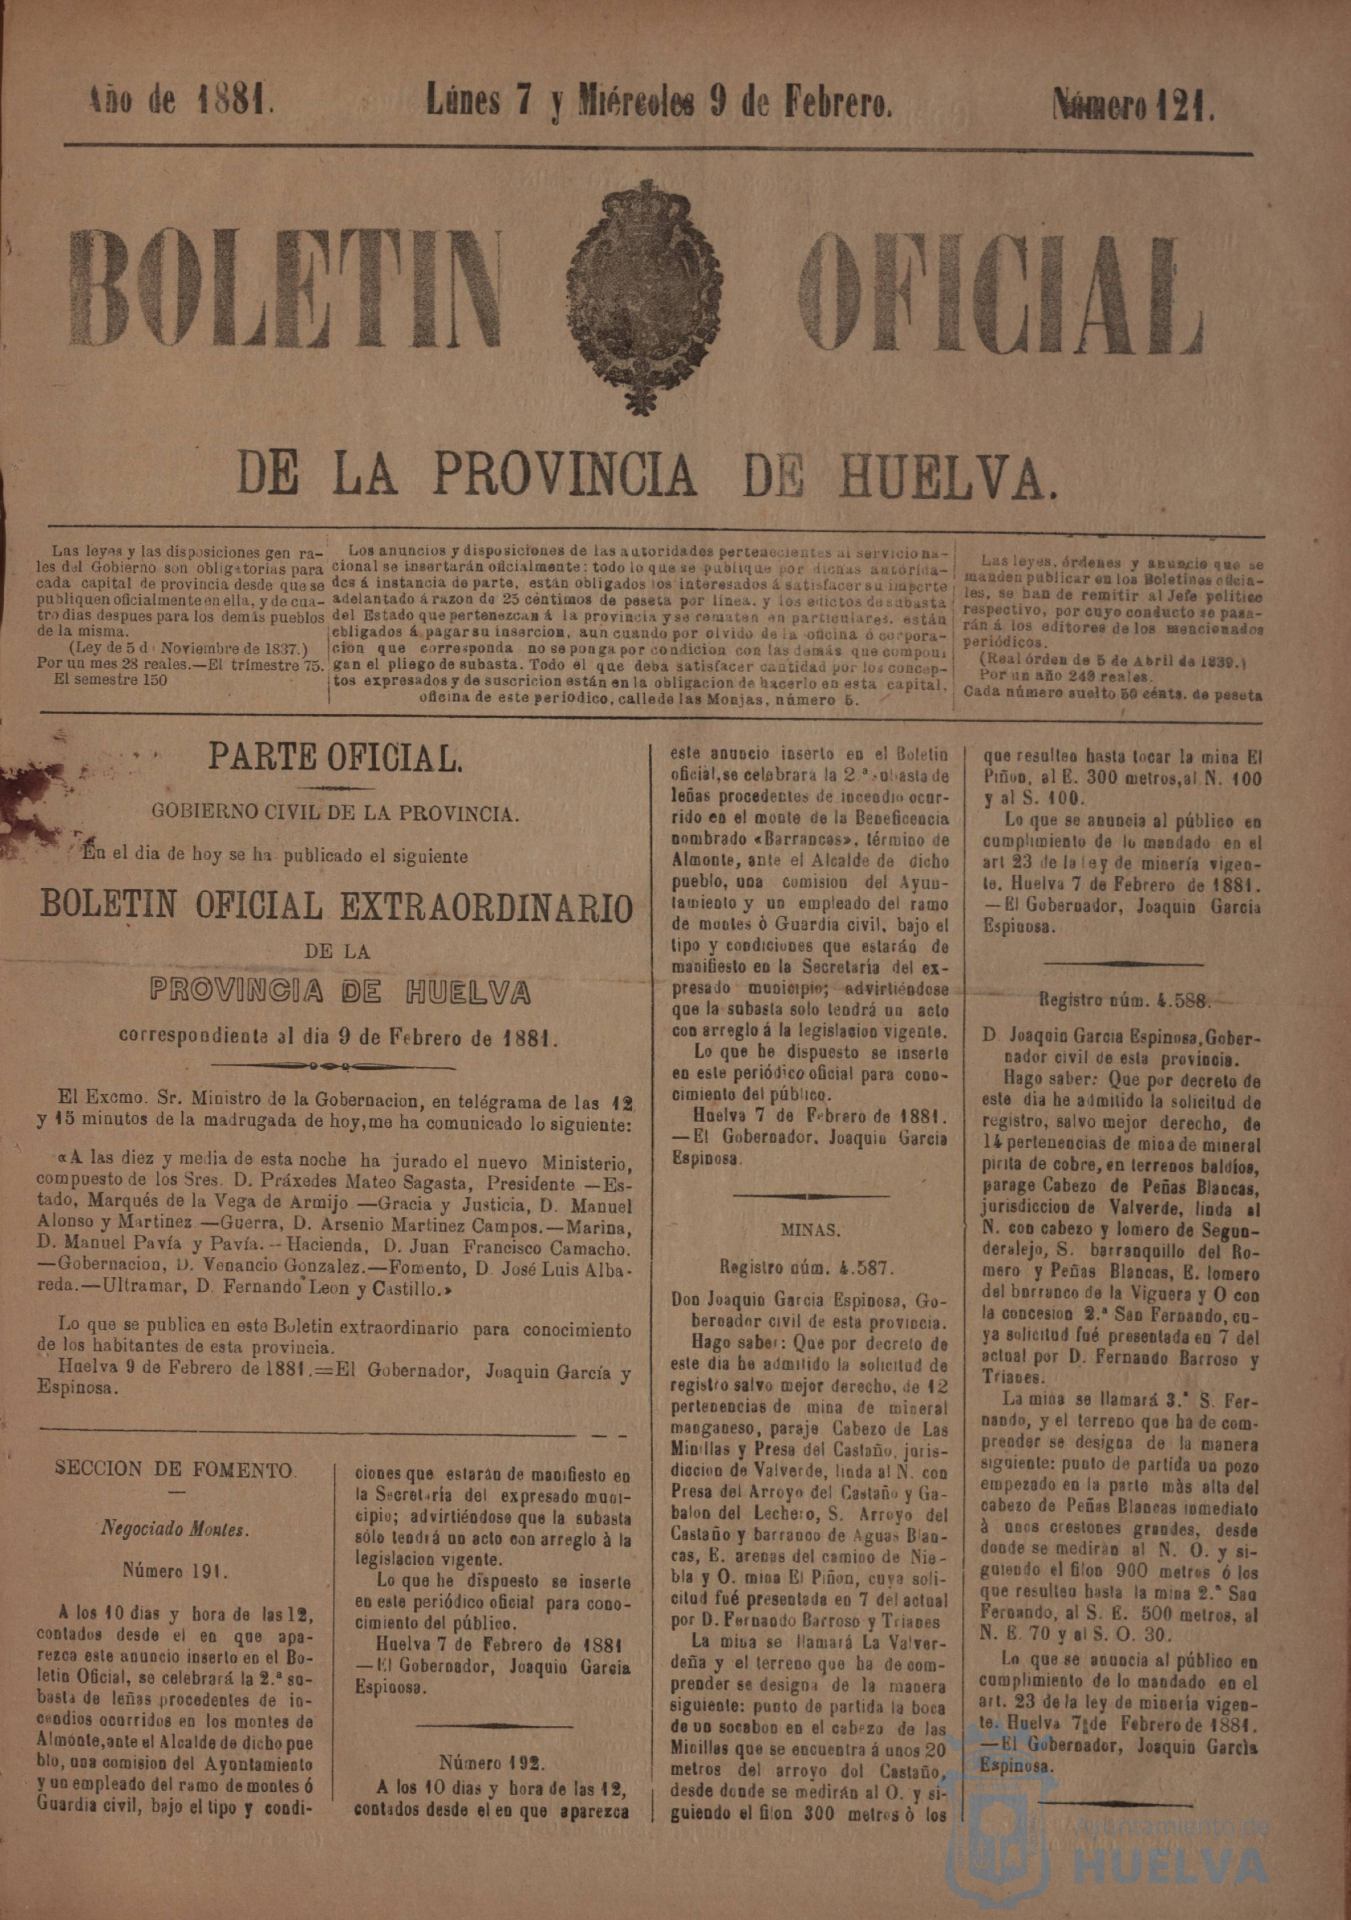 Año de 1881.
Lúnes 7 y Miércoles 9 de Febrero.
Número 121.
BOLETIN OFICIAL
DE LA PROVINCIA DE HUELVA.
Las leyes y las disposiciones gen ra-
les del Gobierno son obligatorias para
cada capital de provincia desde que se
publiquen oficialmente en ella, y de cua-
tro dias despues para los demás pueblos
de la misma.
(Ley de 5 d Noviembre de 1837.)
Por un mes 28 reales.—El trimestre 75.
El semestre 150
Los anuncios y disposiciones de las autoridades pertenecientes al servicio na-
cional se insertarán oficialmente: todo lo que se publique por dichas autorida-
des á instancia de parte, están obligados los interesados á satisfacer su importe
adelantado á razon de 25 céntimos de peseta por línea. y los edictos de subasta
del Estado que pertenezcan á la provincia y se rematen en particulares. están
obligados á pagar su insercion, aun cuando por olvido de la oficina ó corpora-
cion que corresponda no se ponga por condicion con las demás que compon-
gan el pliego de subasta. Todo el que deba satisfacer cantidad por los concep-
tos expresados y de suscricion están en la obligacion de hacerlo en esta capital.
oficina de este periodico, calle de las Monjas, número 5.
Las leyes, órdenes y anuncio que se
manden publicar en los Boletines oficia-
les, se han de remitir al Jefe politico
respectivo, por cuyo conducto se pasa-
rán á los editores de los mencionados
periódicos.
(Real órden de 5 de Abril de 1839.)
Por un año 240 reales.
Cada número suelto 50 cénts. de peseta
PARTE OFICIAL.
GOBIERNO CIVIL DE LA PROVINCIA.
En el dia de hoy se ha publicado el siguiente
BOLETIN OFICIAL EXTRAORDINARIO
DE LA
PROVINCIA DE HUELVA
correspondiente al dia 9 de Febrero de 1881.
El Excmo. Sr. Ministro de la Gobernacion, en telégrama de las 12
y 15 minutos de la madrugada de hoy, me ha comunicado lo siguiente:
«A las diez y media de esta noche ha jurado el nuevo Ministerio,
compuesto de los Sres. D. Práxedes Mateo Sagasta, Presidente —Es-
tado, Marqués de la Vega de Armijo —Gracia y Justicia, D. Manuel
Alonso y Martinez —Guerra, D. Arsenio Martinez Campos.—Marina,
D. Manuel Pavía y Pavía.—Hacienda, D. Juan Francisco Camacho.
—Gobernacion, D. Venancio Gonzalez.—Fomento, D. José Luis Alba-
reda.—Ultramar, D. Fernando Leon y Castillo.»
Lo que se publica en este Boletin extraordinario para conocimiento
de los habitantes de esta provincia.
Huelva 9 de Febrero de 1881.=El Gobernador, Joaquin García y
Espinosa.
SECCION DE FOMENTO.
Negociado Montes.
Número 191.
A los 10 dias y hora de las 12,
contados desde el en que apa-
rezca este anuncio inserto en el Bo-
letin Oficial, se celebrará la 2.ª su-
basta de leñas procedentes de in-
cendios ocurridos en los montes de
Almonte, ante el Alcalde de dicho pue
blo, una comision del Ayuntamiento
y un empleado del ramo de montes ó
Guardia civil, bajo el tipo y condi-
ciones que estarán de manifiesto en
la Secretaría del expresado muni-
cipio; advirtiéndose que la subasta
sólo tendrá un acto con arreglo à la
legislacion vigente.
Lo que he dispuesto se inserte
en este periódico oficial para cono-
cimiento del público.
Huelva 7 de Febrero de 1881
—El Gobernador, Joaquin Garcia
Espinosa.
Número 192.
A los 10 dias y hora de las 12,
contados desde el en que aparezca
este anuncio inserto en el Boletin
oficial, se celebrara la 2.ª subasta de
leñas procedentes de incendio ocur-
rido en el monte de la Beneficencia
nombrado «Barrancas», término de
Almonte, ante el Alcalde de dicho
pueblo, una comision del Ayun-
tamiento y un empleado del ramo
de montes ò Guardia civil, bajo el
tipo y condiciones que estarán de
manifiesto en la Secretaría del ex-
presado municipio; advirtiéndose
que la subasta solo tendrá un acto
con arreglo á la legislacion vigente.
Lo que he dispuesto se inserte
en este periódico oficial para cono-
cimiento del público.
Huelva 7 de Febrero de 1881.
—El Gobernador. Joaquin Garcia
Espinosa.
MINAS.
Registro núm. 4.587.
Don Joaquin Garcia Espinosa, Go-
bernador civil de esta provincia.
Hago saber: Que por decreto de
este dia he admitido la solicitud de
registro salvo mejor derecho, de 12
pertenencias de mina de mineral
manganeso, paraje Cabezo de Las
Minillas y Presa del Castaño, juris-
diccion de Valverde, linda al N. con
Presa del Arroyo del Castaño y Ga-
balon del Lechero, S. Arroyo del
Castaño y barranco de Aguas Blan-
cas, E. arenas del camino de Nie-
bla y O. mina El Piñon, cuya soli-
citud fué presentada en 7 del actual
por D. Fernando Barroso y Trianes
La mina se llamará La Valver-
deña y el terreno que ha de com-
prender se designa de la manera
siguiente: punto de partida la boca
de un socabon en el cabezo de las
Minillas que se encuentra á unos 20
metros del arroyo dol Castaño,
desde donde se medirán al O. y si-
guiendo el filon 300 metros ò los
que resulten hasta tocar la mina El
Piñon, al E. 300 metros, al N. 100
y al S. 100.
Lo que se anuncia al público en
cumplimiento de lo mandado en el
art 23 de la ley de minería vigen-
te. Huelva 7 de Febrero de 1881.
—El Gobernador, Joaquin Garcia
Espinosa.
Registro núm. 4.588.
D. Joaquin Garcia Espinosa, Gober-
nador civil de esta provincia.
Hago saber: Que por decreto de
este dia he admitido la solicitud de
registro, salvo mejor derecho, de
14 pertenencias de mina de mineral
pirita de cobre, en terrenos baldíos,
parage Cabezo de Peñas Blancas,
jurisdiccion de Valverde, linda al
N. con cabezo y lomero de Segun-
deralejo, S. barranquillo del Ro-
mero y Peñas Blancas, E. lomero
del barranco de la Viguera y O con
la concesion 2.ª San Fernando, cu-
ya solicitud fué presentada en 7 del
actual por D. Fernando Barroso y
Trianes.
La mina se llamará 3.ª S. Fer-
nando, y el terreno que ha de com-
prender se designa de la manera
siguiente: punto de partida un pozo
empezado en la parte màs alta del
cabezo de Peñas Blancas inmediato
à unos crestones grandes, desde
donde se medirán al N. O. y si-
guiendo el filon 900 metros ó los
que resulten hasta la mina 2.ª San
Fernando, al S. E. 500 metros, al
N. E. 70 y al S. O. 30.
Lo que se anuncia al público en
cumplimiento de lo mandado en el
art. 23 de la ley de minería vigen-
te. Huelva 7 de Febrero de 1881.
—El Gobernador, Joaquin Garcia
Espinosa.
Ayuntamiento de
HUELVA